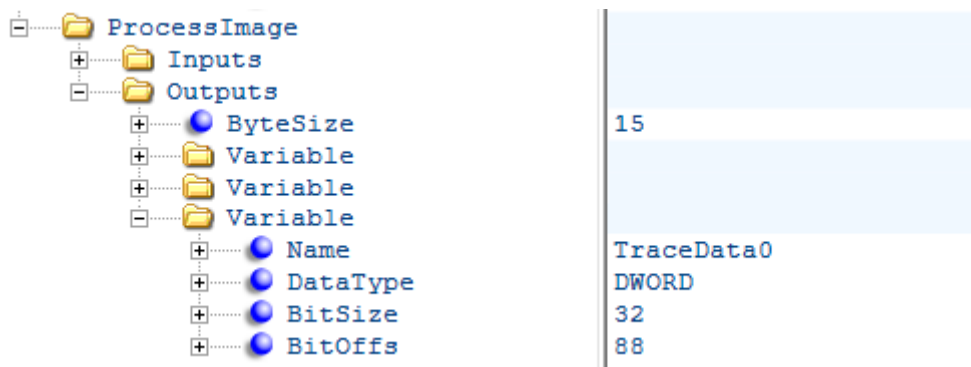 ProcessImage
Inputs
Outputs
ByteSize 15
Variable
Variable
Variable
Name TraceData0
DataType DWORD
BitSize 32
BitOffs 88